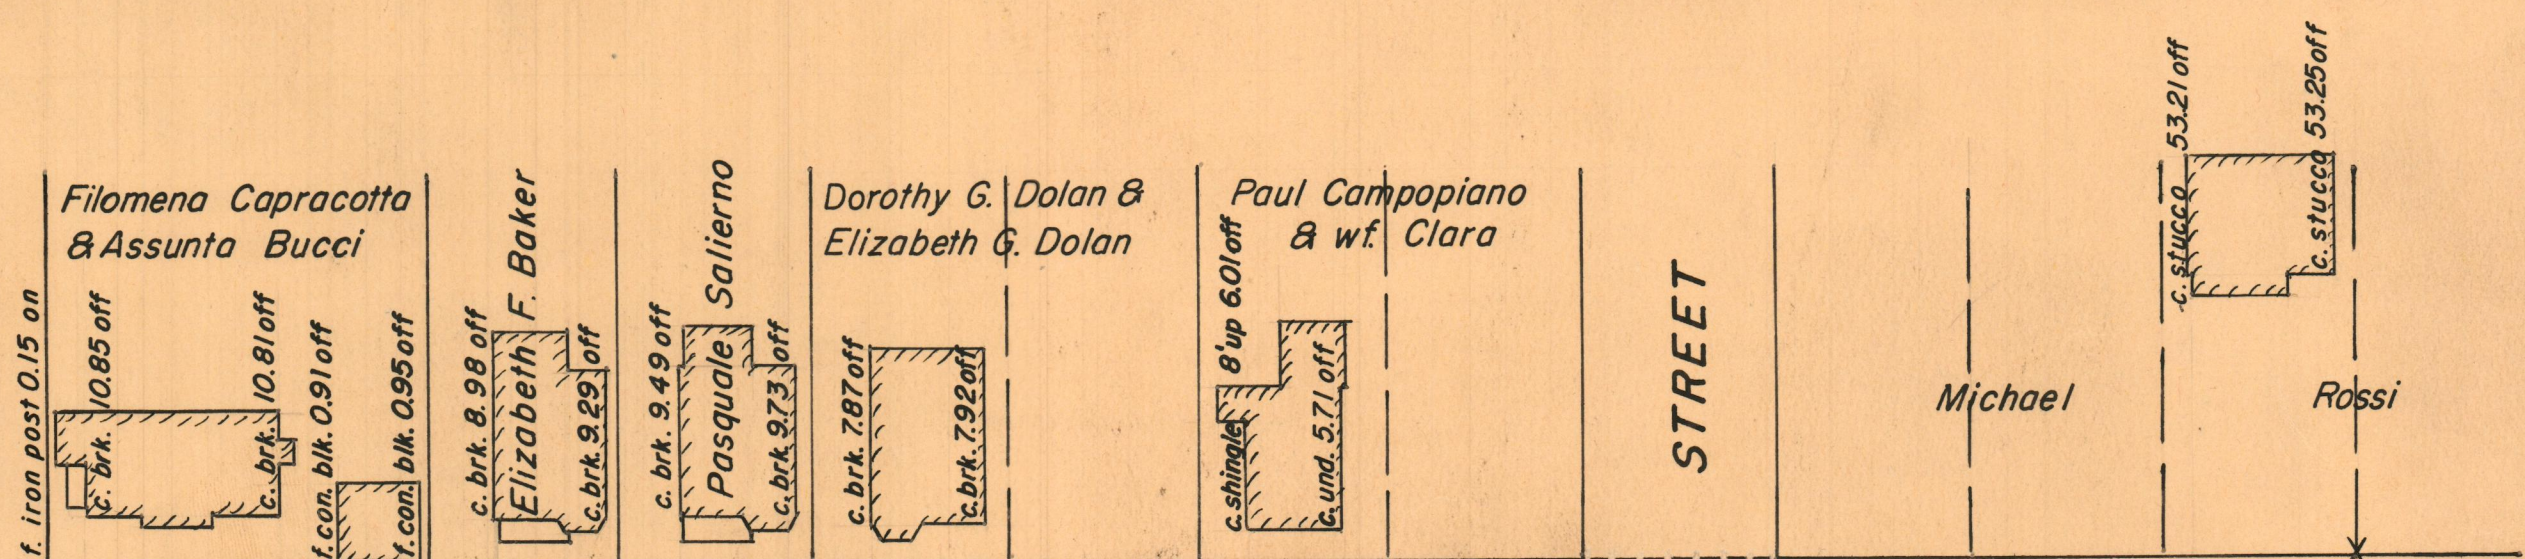 f. iron post 0.15 on
Filomena Capracotta
& Assunta Bucci
c. brk. 10.85 off
c. brk. 10.81 off
f. con. blk. 0.91 off
f. con. blk. 0.95 off
c. brk. 8.98 off
Elizabeth F. Baker
c. brk. 9.29 off
c. brk. 9.49 off
Pasquale Salierno
c. brk. 9.73 off
Dorothy G. Dolan &
Elizabeth G. Dolan
c. brk. 7.87 off
c. brk. 7.92 off
Paul Campopiano
& wf. Clara
c. shingle 8'up 6.01 off
c. und. 5.71 off
STREET
Michael Rossi
c. stucco 53.21 off
c. stucco 53.25 off